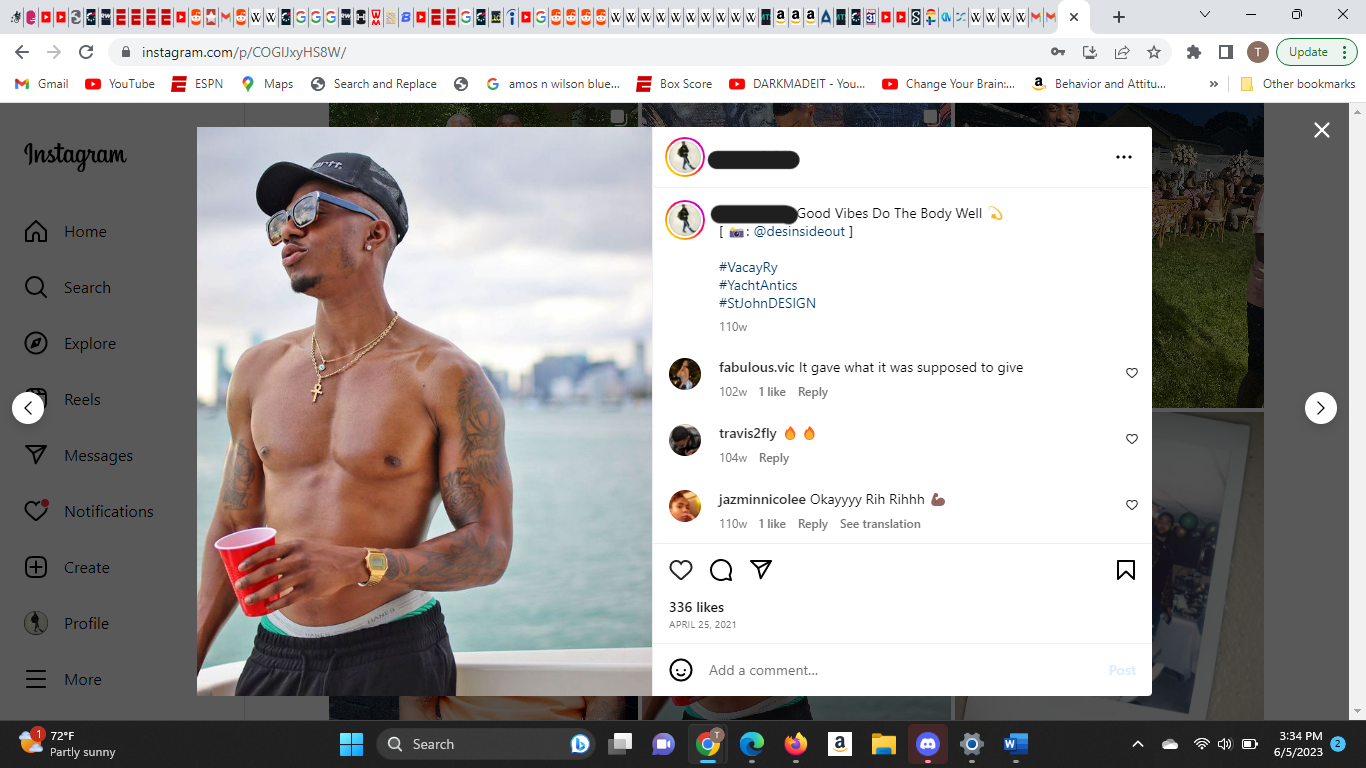 instagram.com/p/COGIJxyHS8W/
T
Update
Gmail
YouTube
ESPN
Maps
Search and Replace
amos n wilson blue...
Box Score
DARKMADEIT - You...
Change Your Brain:...
Behavior and Attitu...
»
Other bookmarks
Instagram
Home
Search
Explore
Reels
Messages
Notifications
Create
Profile
More
HANES
Good Vibes Do The Body Well 💫
[ 📸 : @desinsideout ]
#VacayRy
#YachtAntics
#StJohnDESIGN
110w
fabulous.vic It gave what it was supposed to give
102w 1 like Reply
travis2fly 🔥 🔥
104w Reply
jazminnicolee Okayyyy Rih Rihhh 💪🏿
110w 1 like Reply See translation
336 likes
APRIL 25, 2021
Add a comment...
Post
1
72°F
Partly sunny
Search
3:34 PM
6/5/2023
2